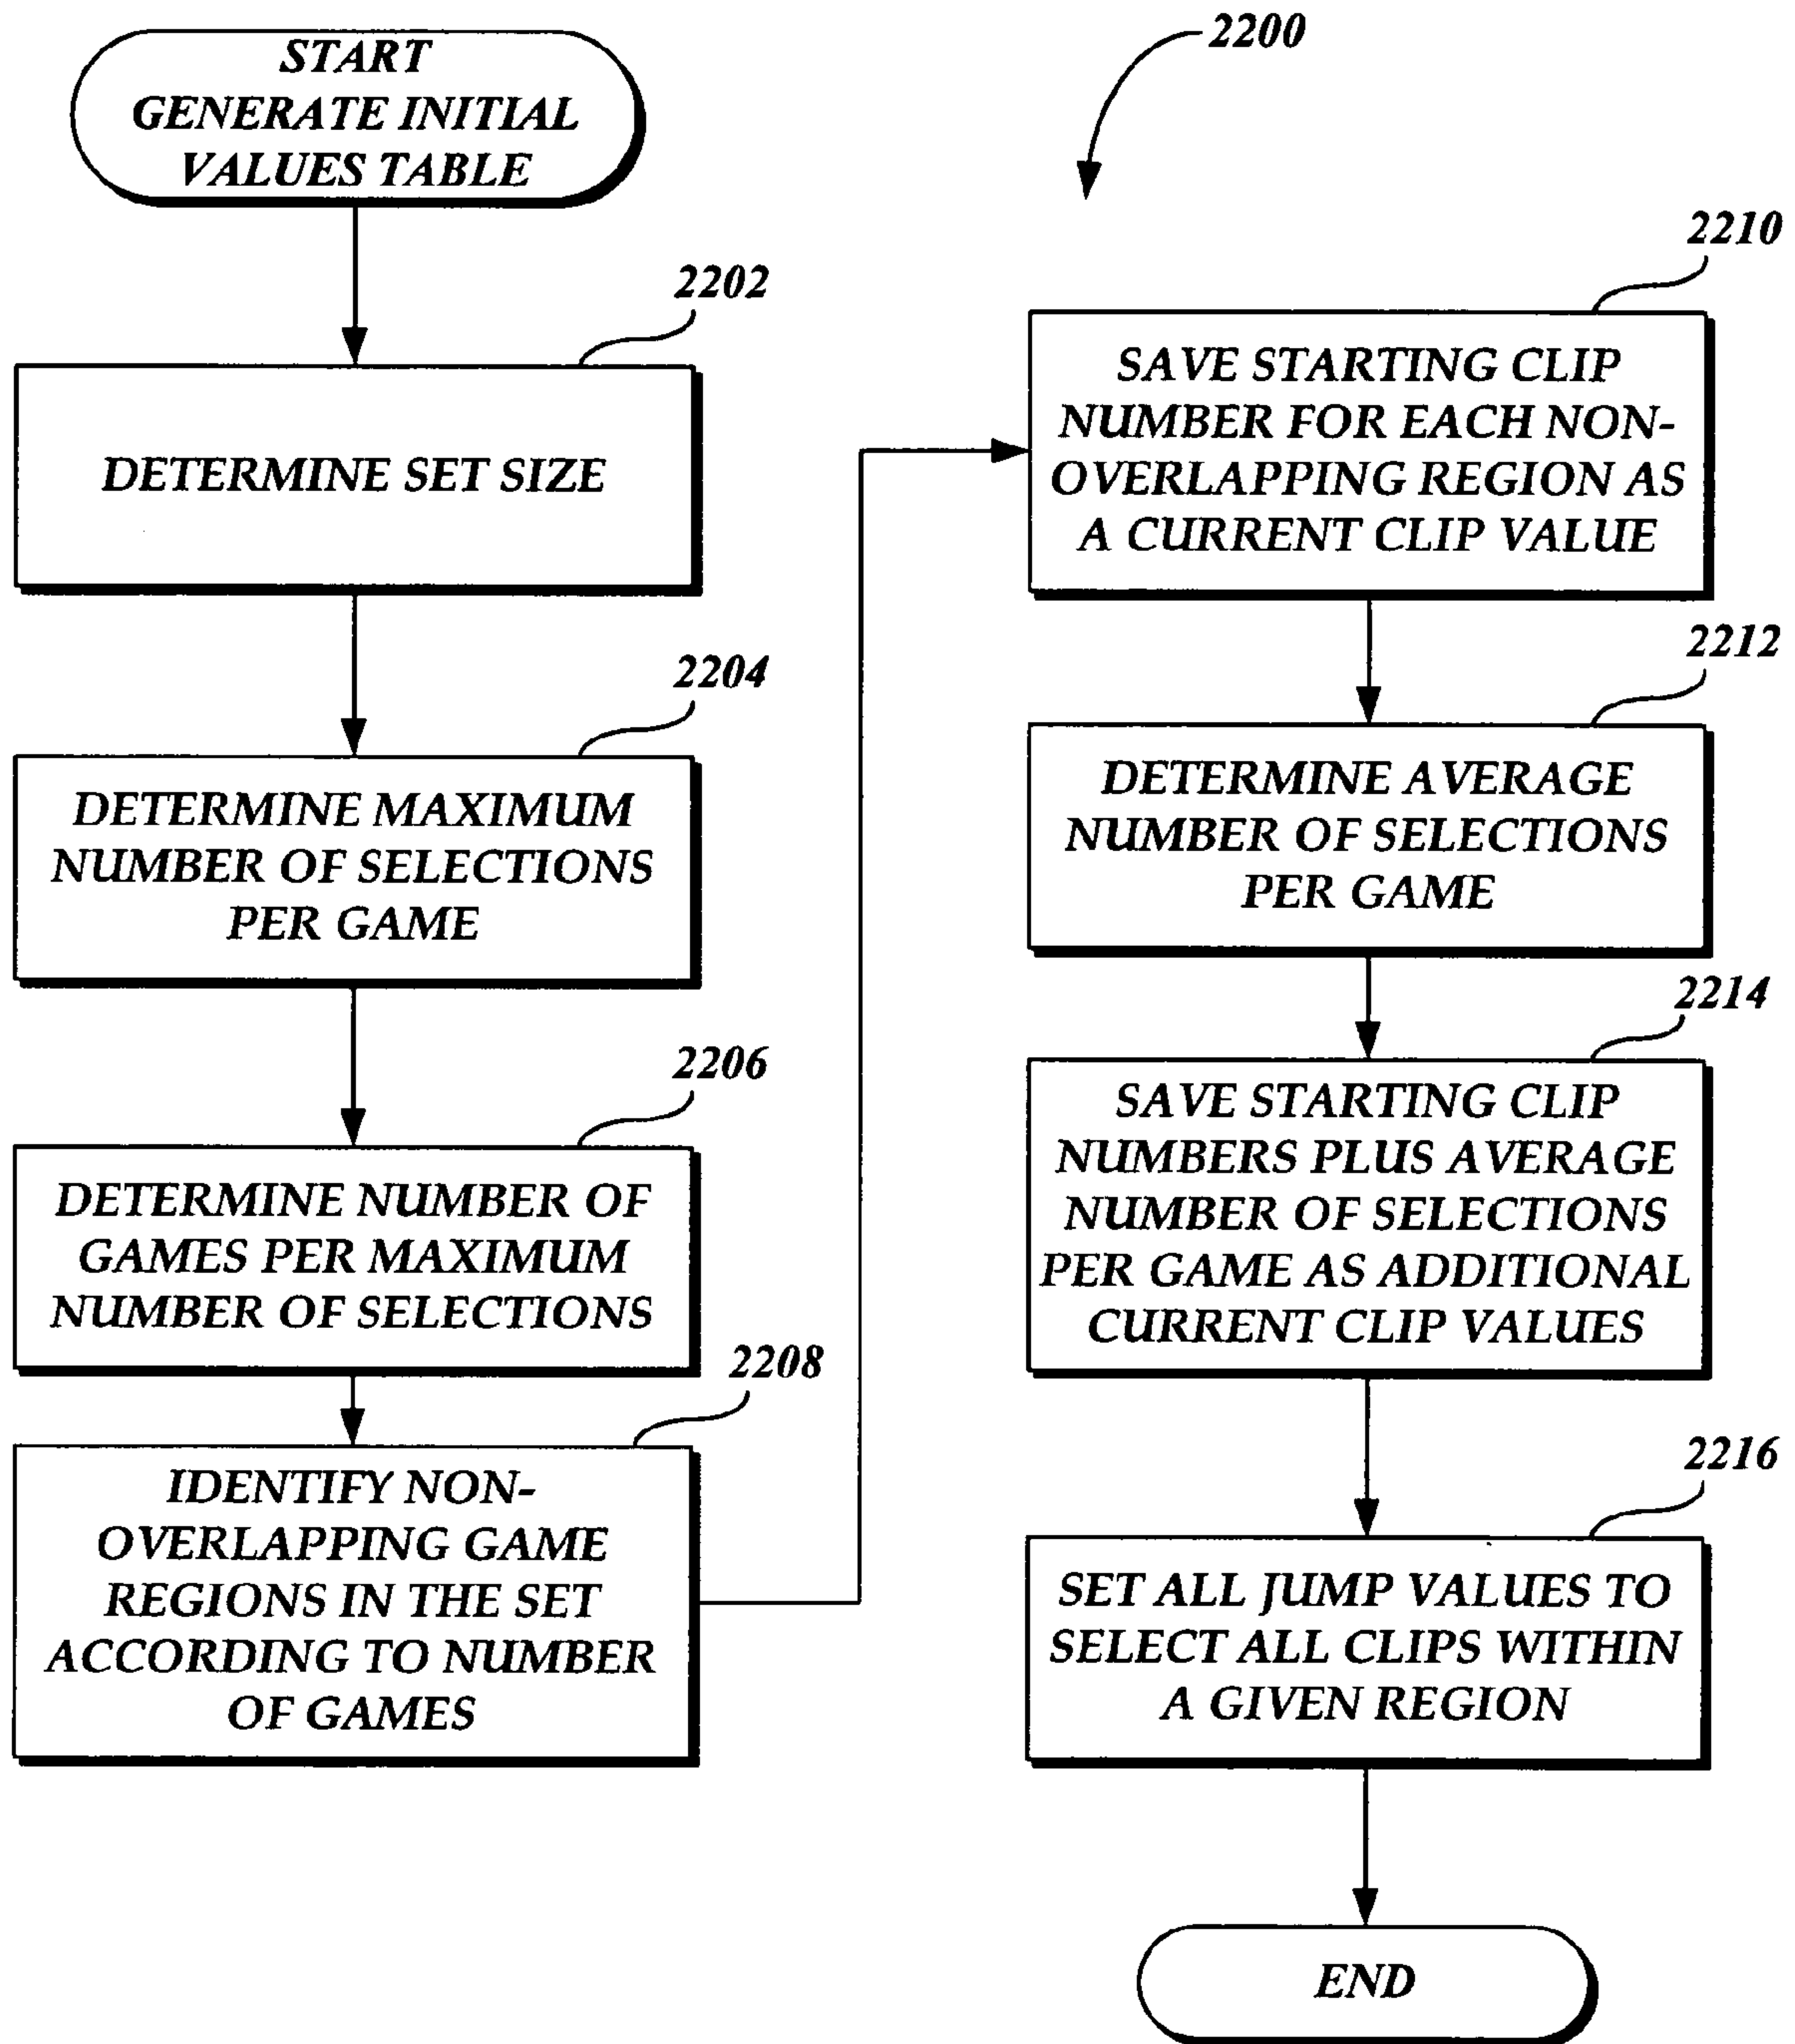 START
GENERATE INITIAL
VALUES TABLE
2202
DETERMINE SET SIZE
2204
DETERMINE MAXIMUM
NUMBER OF SELECTIONS
PER GAME
2206
DETERMINE NUMBER OF
GAMES PER MAXIMUM
NUMBER OF SELECTIONS
2208
IDENTIFY NON-
OVERLAPPING GAME
REGIONS IN THE SET
ACCORDING TO NUMBER
OF GAMES
2200
2210
SAVE STARTING CLIP
NUMBER FOR EACH NON-
OVERLAPPING REGION AS
A CURRENT CLIP VALUE
2212
DETERMINE AVERAGE
NUMBER OF SELECTIONS
PER GAME
2214
SAVE STARTING CLIP
NUMBERS PLUS AVERAGE
NUMBER OF SELECTIONS
PER GAME AS ADDITIONAL
CURRENT CLIP VALUES
2216
SET ALL JUMP VALUES TO
SELECT ALL CLIPS WITHIN
A GIVEN REGION
END